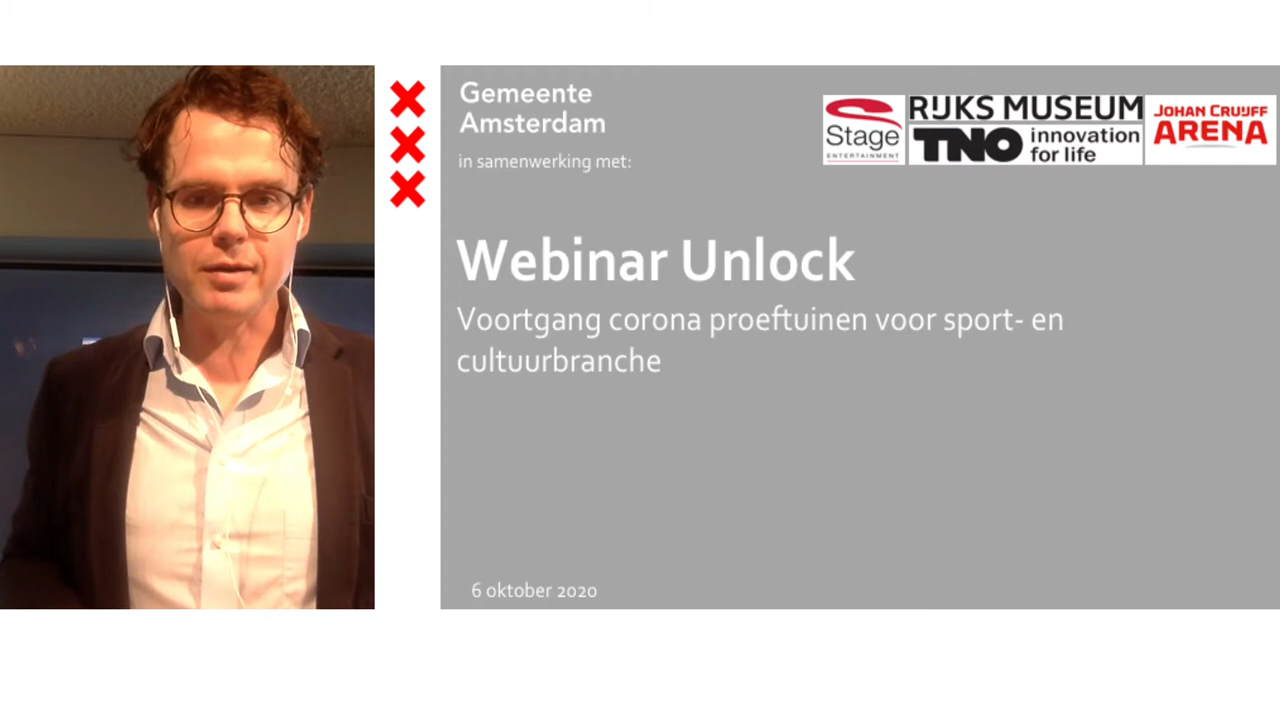 Gemeente
Amsterdam
in samenwerking met:
Stage
ENTERTAINMENT
RIJKS MUSEUM
TNO innovation
for life
JOHAN CRUIJFF
ARENA
Webinar Unlock
Voortgang corona proeftuinen voor sport- en
cultuurbranche
6 oktober 2020